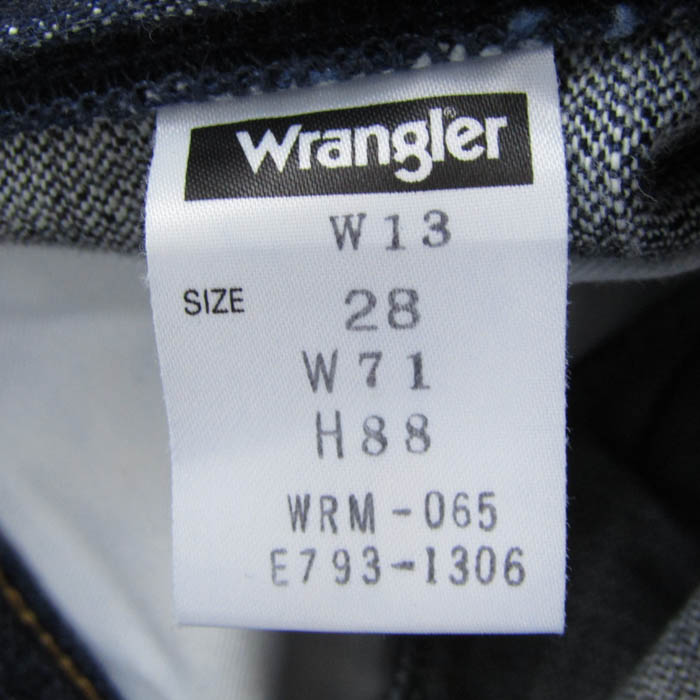 Wrangler®
W13
SIZE 28
W71
H88
WRM-065
E793-1306